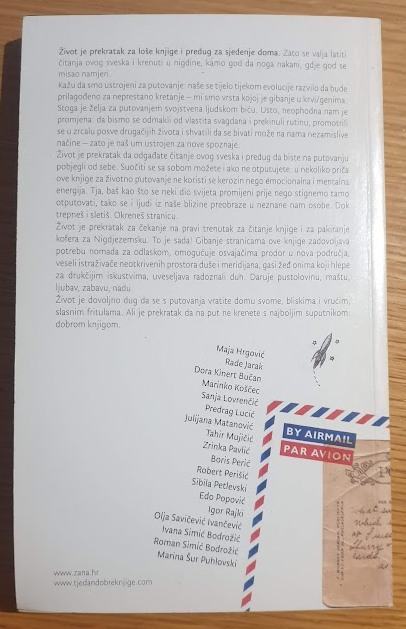 Život je prekratak za loše knjige i predug za sjedenje doma. Zato se valja latiti
čitanja ovog sveska i krenuti u nigdine, kamo god da noga nakani, gdje god se
misao namjeri.
Kažu da smo ustrojeni za putovanje: naše se tijelo tijekom evolucije razvilo da bude
prilagođeno za neprestano kretanje – mi smo vrsta kojoj je gibanje u krvi/genima.
Stoga je želja za putovanjem svojstvena ljudskom biću. Usto, neophodna nam je
promjena: da bismo se odmakli od vlastita svagdana i prekinuli rutinu, promotrili
se u zrcalu posve drugačijih života i shvatili da se bivati može na nama nezamislive
načine – zato je naš um ustrojen za nove spoznaje.
Život je prekratak da odgađate čitanje ovog sveska i predug da biste na putovanju
pobjegli od sebe. Suočiti se sa sobom možete i ako ne otputujete: u nekoliko priča
ove knjige za životno putovanje ne koristi se kerozin nego emocionalna i mentalna
energija. Tja, baš kao što se neki dio svijeta promijeni prije nego stignemo tamo
otputovati, tako se i ljudi iz naše blizine preobraze u neznane nam osobe. Dok
trepneš i sletiš. Okreneš stranicu.
Život je prekratak za čekanje na pravi trenutak za čitanje knjige i za pakiranje
kofera za Nigdjezemsku. To je sada! Gibanje stranicama ove knjige zadovoljava
potrebu nomada za odlaskom, omogućuje osvajačima prodor u nova područja,
veseli istraživače neotkrivenih prostora duše i meridijana, gasi žeđ onima koji hlepe
za drukčijim iskustvima, uveseljava radoznali duh. Daruje pustolovinu, maštu,
ljubav, zabavu, nadu.
Život je dovoljno dug da se s putovanja vratite domu svome, bliskima i vrućim,
slasnim fritulama. Ali je prekratak da na put ne krenete s najboljim suputnikom:
dobrom knjigom.
Maja Hrgović
Rade Jarak
Dora Kinert Bučan
Marinko Koščec
Sanja Lovrenčić
Predrag Lucić
Julijana Matanović
Tahir Mujičić
Zrinka Pavlić
Boris Perić
Robert Perišić
Sibila Petlevski
Edo Popović
Igor Rajki
Olja Savičević Ivančević
Ivana Simić Bodrožić
Roman Simić Bodrožić
Marina Šur Puhlovski
BY AIRMAIL
PAR AVION
www.zana.hr
www.tjedandobreknjige.com